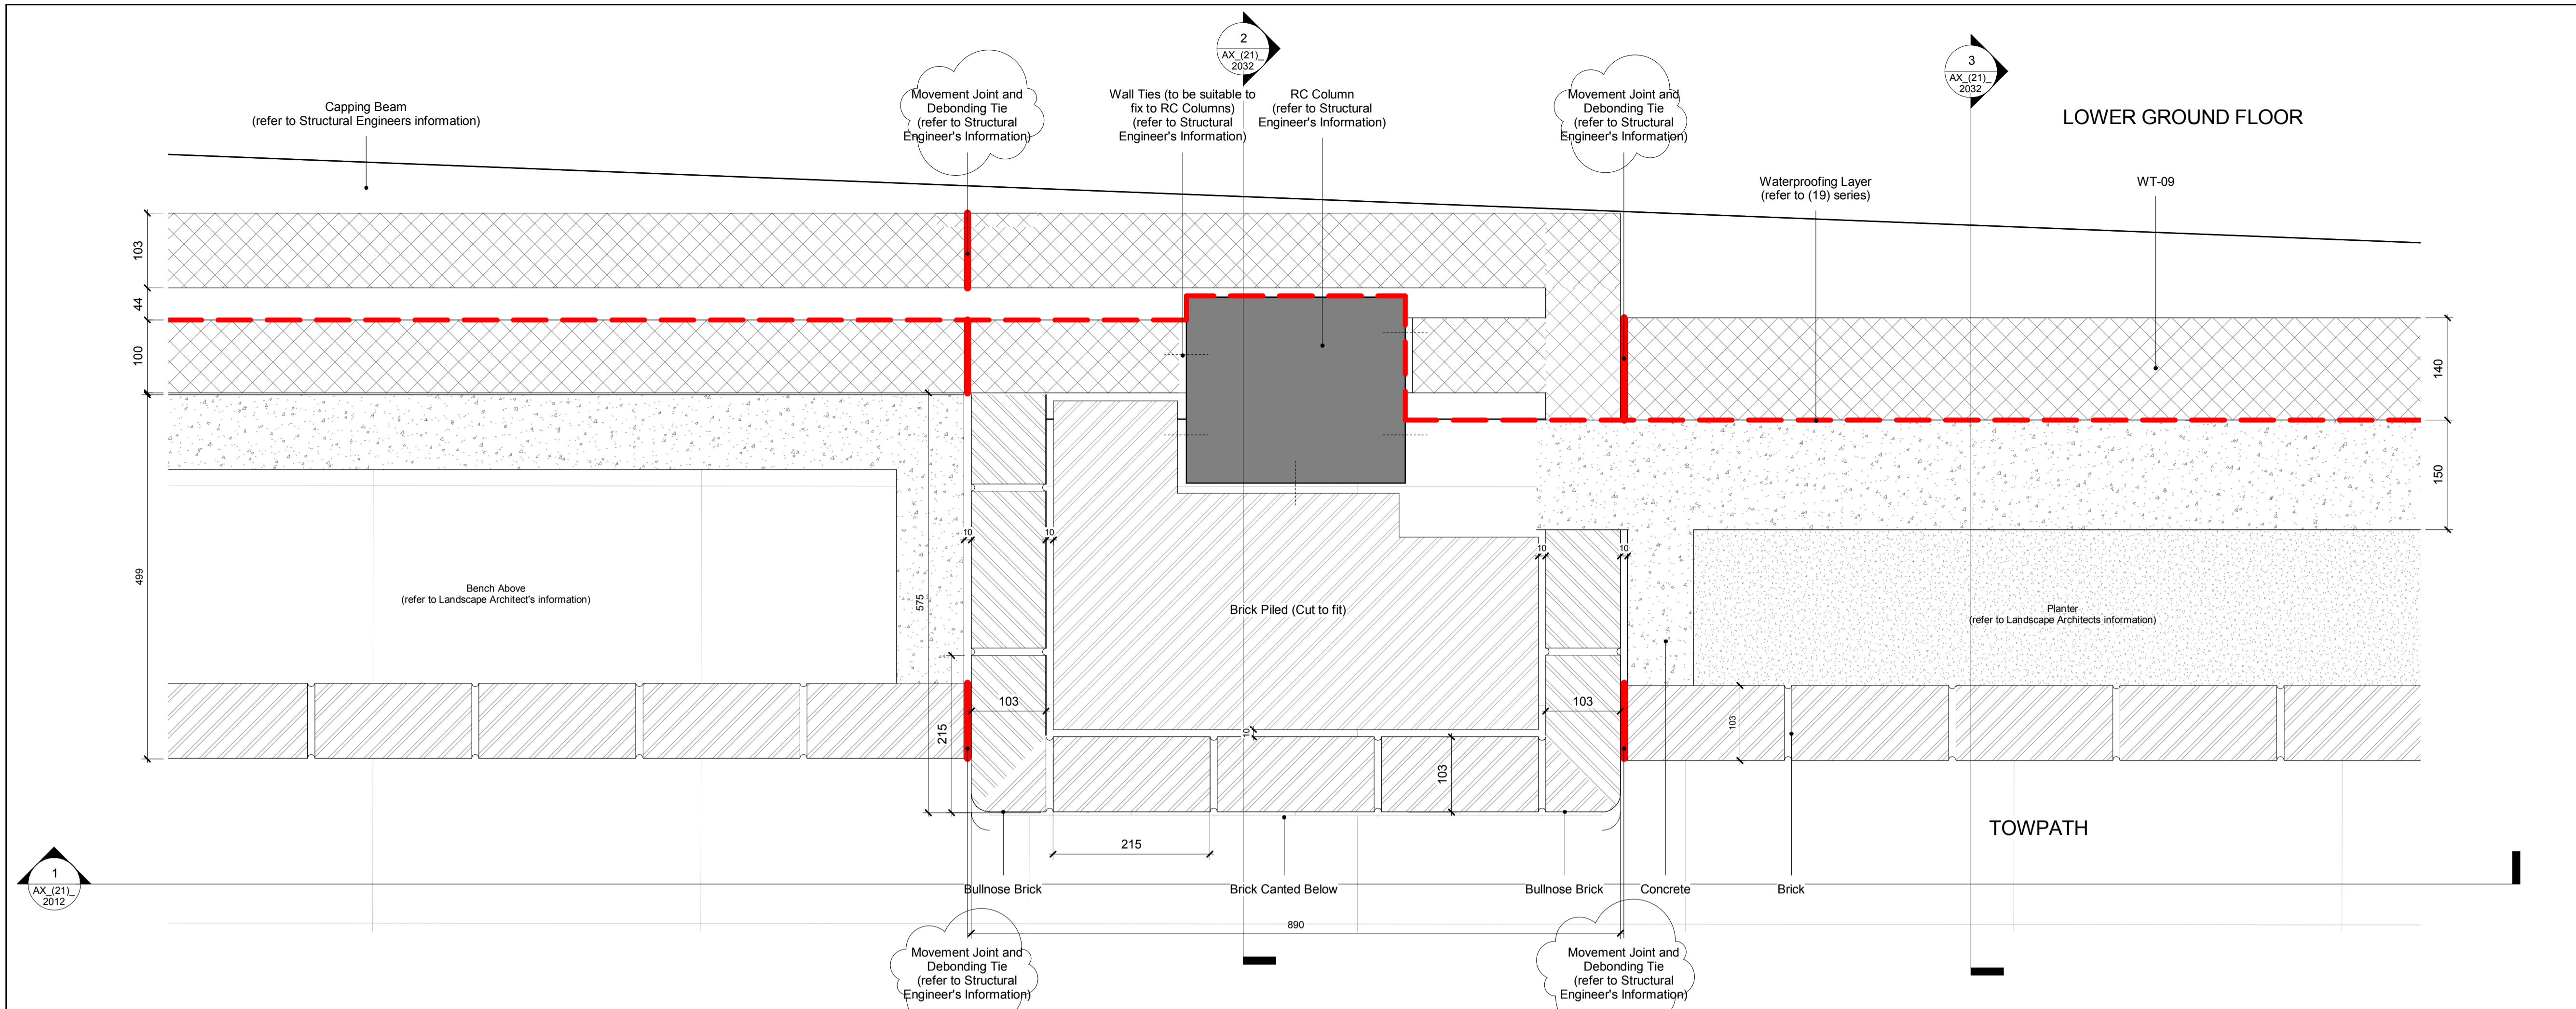 2
AX_(21)_
2032
3
AX_(21)_
2032
Capping Beam
(refer to Structural Engineers information)
Movement Joint and
Debonding Tie
(refer to Structural
Engineer's Information)
Wall Ties (to be suitable to
fix to RC Columns)
(refer to Structural
Engineer's Information)
RC Column
(refer to Structural
Engineer's Information)
Movement Joint and
Debonding Tie
(refer to Structural
Engineer's Information)
LOWER GROUND FLOOR
Waterproofing Layer
(refer to (19) series)
WT-09
103
44
100
499
140
150
575
215
10
10
10
10
Bench Above
(refer to Landscape Architect's information)
Brick Piled (Cut to fit)
Planter
(refer to Landscape Architects information)
103
103
103
10
103
215
TOWPATH
1
AX_(21)_
2012
Bullnose Brick
Brick Canted Below
Bullnose Brick
Concrete
Brick
890
Movement Joint and
Debonding Tie
(refer to Structural
Engineer's Information)
Movement Joint and
Debonding Tie
(refer to Structural
Engineer's Information)